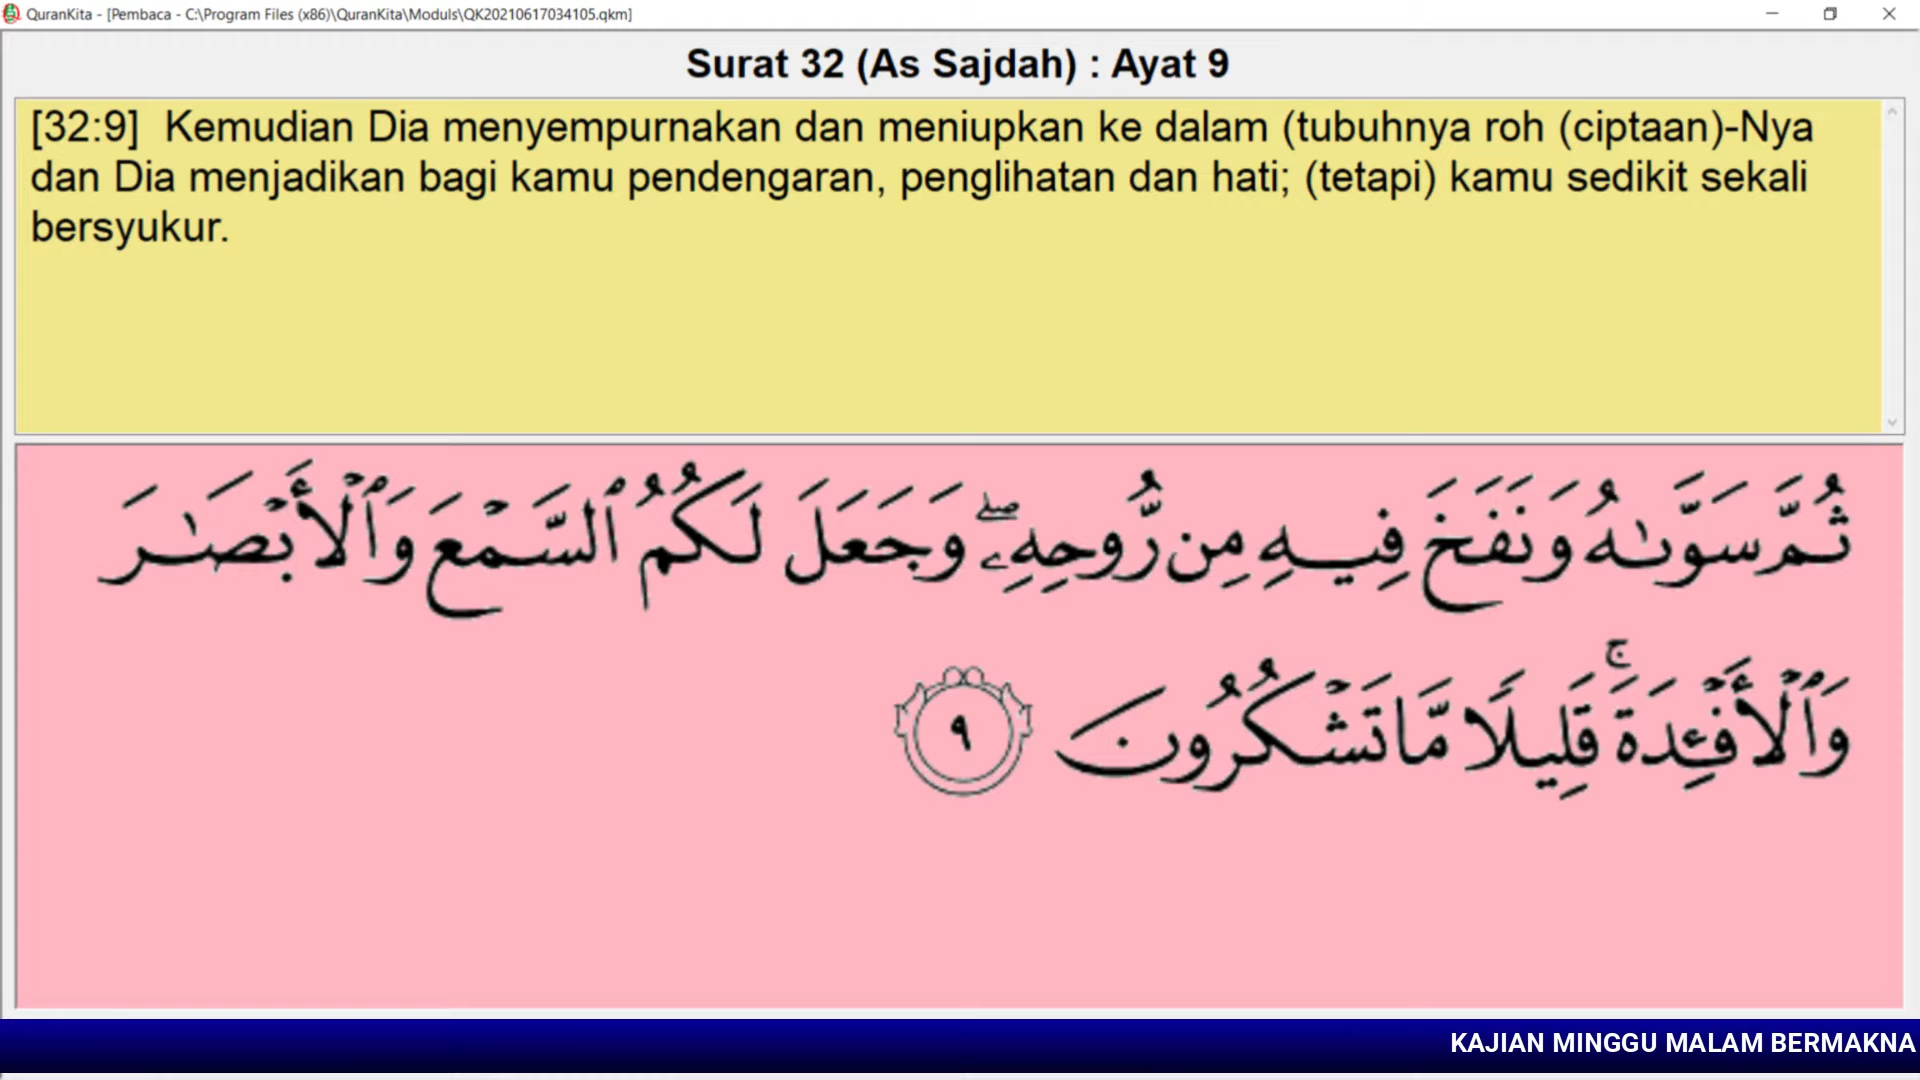 QuranKita - [Pembaca - C:\Program Files (x86)\QuranKita\Moduls\QK20210617034105.qkm]
Surat 32 (As Sajdah) : Ayat 9
[32:9]  Kemudian Dia menyempurnakan dan meniupkan ke dalam (tubuhnya roh (ciptaan)-Nya
dan Dia menjadikan bagi kamu pendengaran, penglihatan dan hati; (tetapi) kamu sedikit sekali
bersyukur.
ثُمَّ سَوَّىٰهُ وَنَفَخَ فِيهِ مِن رُّوحِهِۦۖ وَجَعَلَ لَكُمُ ٱلسَّمْعَ وَٱلْأَبْصَٰرَ
وَٱلْأَفْـِٔدَةَۚ قَلِيلًا مَّا تَشْكُرُونَ ٩
KAJIAN MINGGU MALAM BERMAKNA